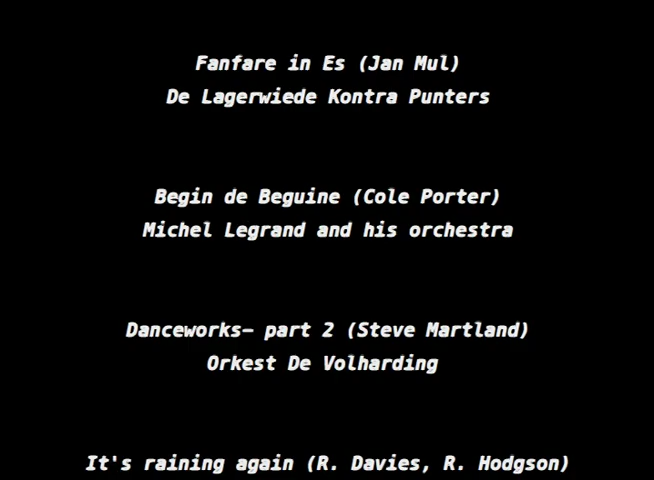 Fanfare in Es (Jan Mul)
De Lagerwiede Kontra Punters
Begin de Beguine (Cole Porter)
Michel Legrand and his orchestra
Danceworks– part 2 (Steve Martland)
Orkest De Volharding
It's raining again (R. Davies, R. Hodgson)